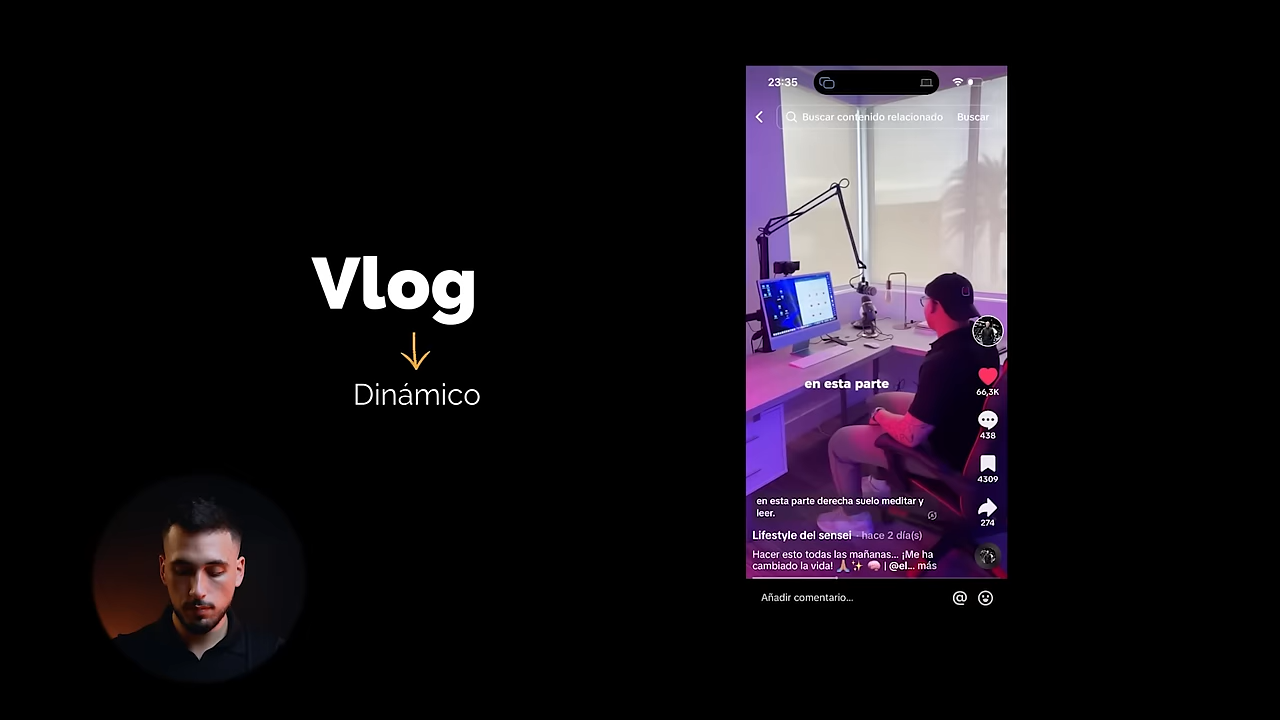 Vlog
Dinámico
23:35
Buscar contenido relacionado Buscar
en esta parte
66,3K
438
4309
274
en esta parte derecha suelo meditar y
leer.
Lifestyle del sensei · hace 2 día(s)
Hacer esto todas las mañanas... ¡Me ha
cambiado la vida! 🙏🏼✨ 🧠 | @el... más
Añadir comentario...